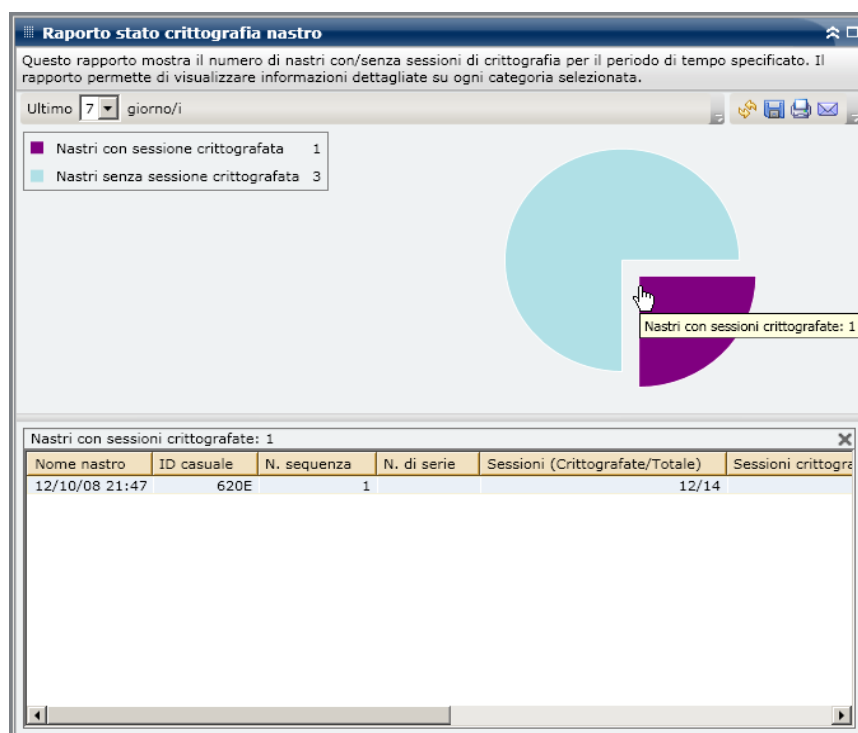 Raporto stato crittografia nastro
Questo rapporto mostra il numero di nastri con/senza sessioni di crittografia per il periodo di tempo specificato. Il
rapporto permette di visualizzare informazioni dettagliate su ogni categoria selezionata.
Ultimo 7 giorno/i
Nastri con sessione crittografata 1
Nastri senza sessione crittografata 3
Nastri con sessioni crittografate: 1
Nastri con sessioni crittografate: 1
Nome nastro ID casuale N. sequenza N. di serie Sessioni (Crittografate/Totale) Sessioni crittogra
12/10/08 21:47 620E 1 12/14